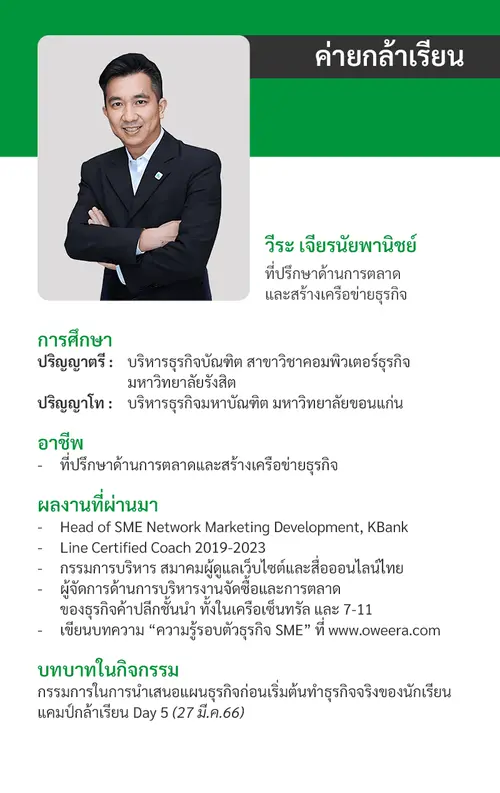 ค่ายกล้าเรียน
วีระ เจียรนัยพานิชย์
ที่ปรึกษาด้านการตลาด
และสร้างเครือข่ายธุรกิจ
การศึกษา
ปริญญาตรี : บริหารธุรกิจบัณฑิต สาขาวิชาคอมพิวเตอร์ธุรกิจ
มหาวิทยาลัยรังสิต
ปริญญาโท : บริหารธุรกิจมหาบัณฑิต มหาวิทยาลัยขอนแก่น
อาชีพ
- ที่ปรึกษาด้านการตลาดและสร้างเครือข่ายธุรกิจ
ผลงานที่ผ่านมา
- Head of SME Network Marketing Development, KBank
- Line Certified Coach 2019-2023
- กรรมการบริหาร สมาคมผู้ดูแลเว็บไซต์และสื่อออนไลน์ไทย
- ผู้จัดการด้านการบริหารงานจัดซื้อและการตลาด
ของธุรกิจค้าปลีกชั้นนำ ทั้งในเครือเซ็นทรัล และ 7-11
- เขียนบทความ “ความรู้รอบตัวธุรกิจ SME” ที่ www.oweera.com
บทบาทในกิจกรรม
กรรมการในการนำเสนอแผนธุรกิจก่อนเริ่มต้นทำธุรกิจจริงของนักเรียน
แคมป์กล้าเรียน Day 5 (27 มี.ค.66)